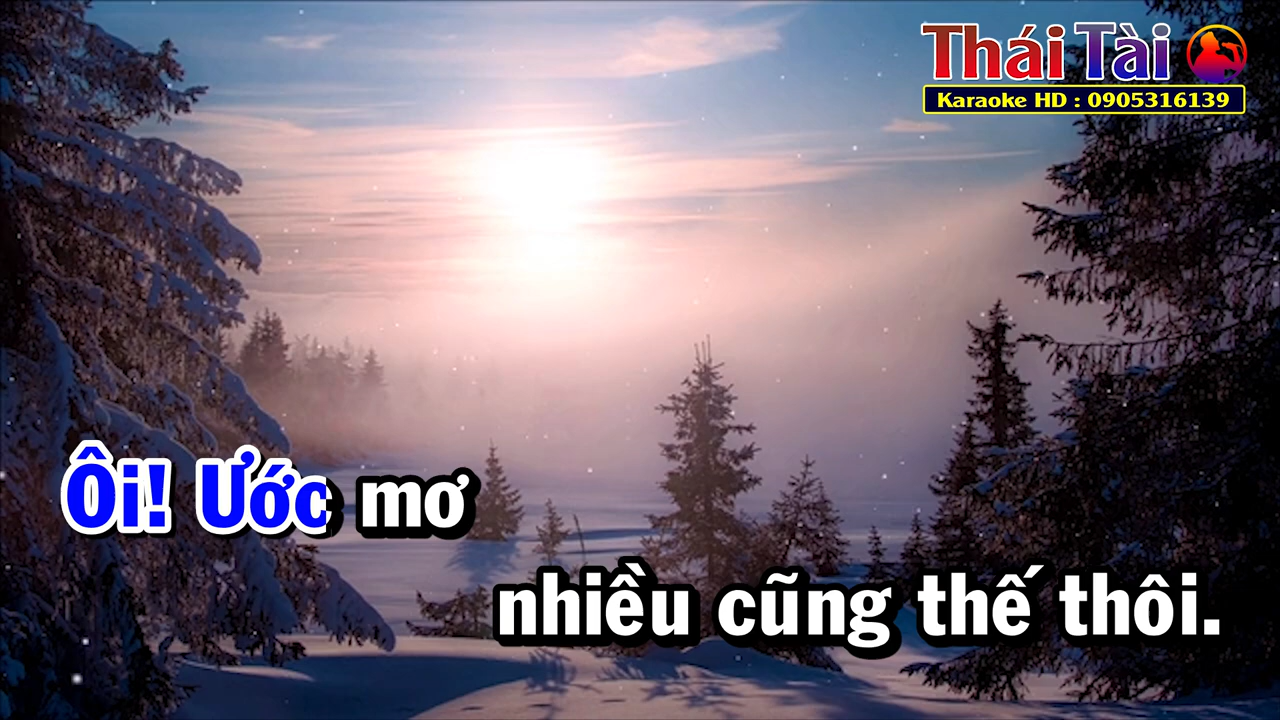 Thái Tài
Karaoke HD : 0905316139
Ôi! Ước mơ
nhiều cũng thế thôi.